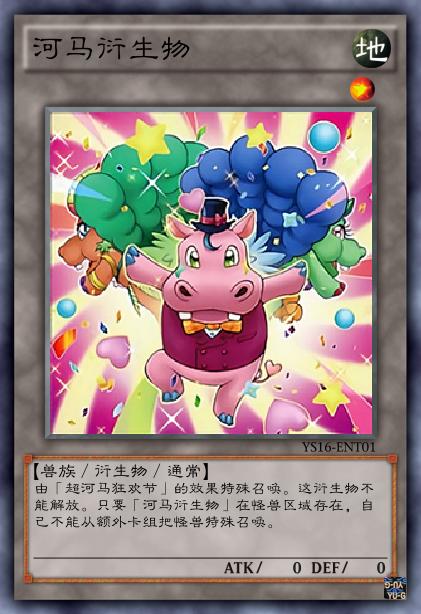 河马衍生物
地
YS16-ENT01
【兽族/衍生物/通常】
由「超河马狂欢节」的效果特殊召唤。这衍生物不
能解放。只要「河马衍生物」在怪兽区域存在，自
己不能从额外卡组把怪兽特殊召唤。
ATK/ 0 DEF/ 0